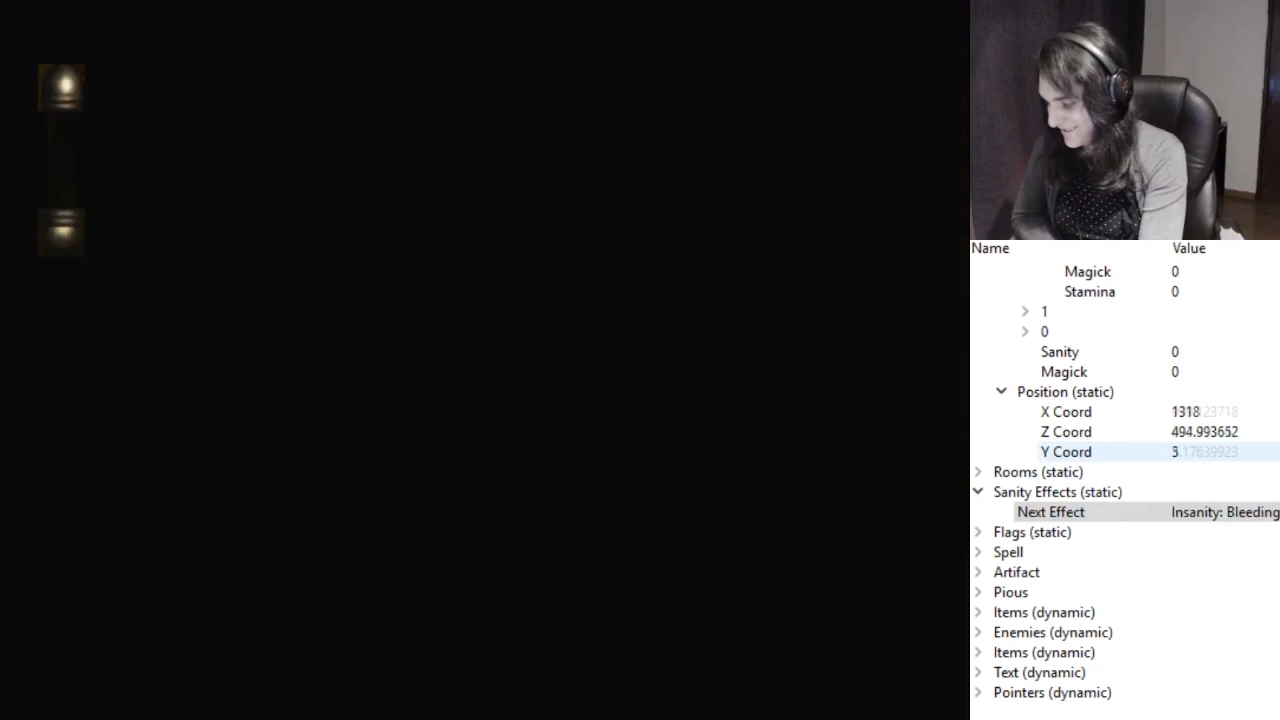 Name Value
Magick 0
Stamina 0
1
0
Sanity 0
Magick 0
Position (static)
X Coord 1318
Z Coord 494.993652
Y Coord
Rooms (static)
Sanity Effects (static)
Next Effect Insanity: Bleeding
Flags (static)
Spell
Artifact
Pious
Items (dynamic)
Enemies (dynamic)
Items (dynamic)
Text (dynamic)
Pointers (dynamic)